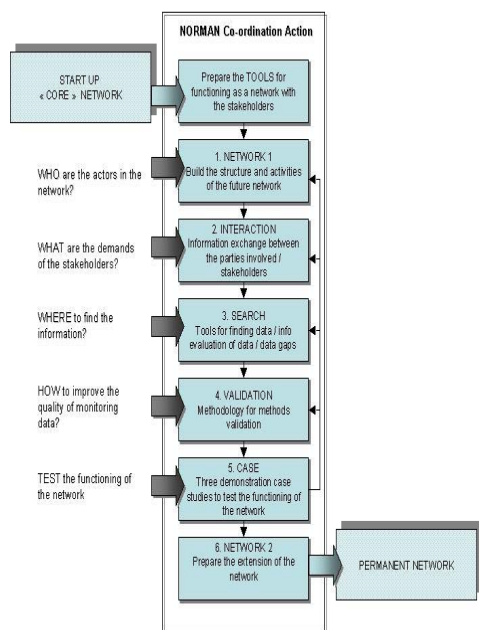 NORMAN Co-ordination Action
START UP
« CORE » NETWORK
Prepare the TOOLS for
functioning as a network with
the stakeholders
WHO are the actors in the
network?
1. NETWORK 1
Build the structure and activities
of the future network
WHAT are the demands
of the stakeholders?
2. INTERACTION
Information exchange between
the parties involved /
stakeholders
WHERE to find the
information?
3. SEARCH
Tools for finding data / info
evaluation of data / data gaps
HOW to improve the
quality of monitoring
data?
4. VALIDATION
Methodology for methods
validation
TEST the functioning of
the network
5. CASE
Three demonstration case
studies to test the functioning of
the network
6. NETWORK 2
Prepare the extension of the
network
PERMANENT NETWORK